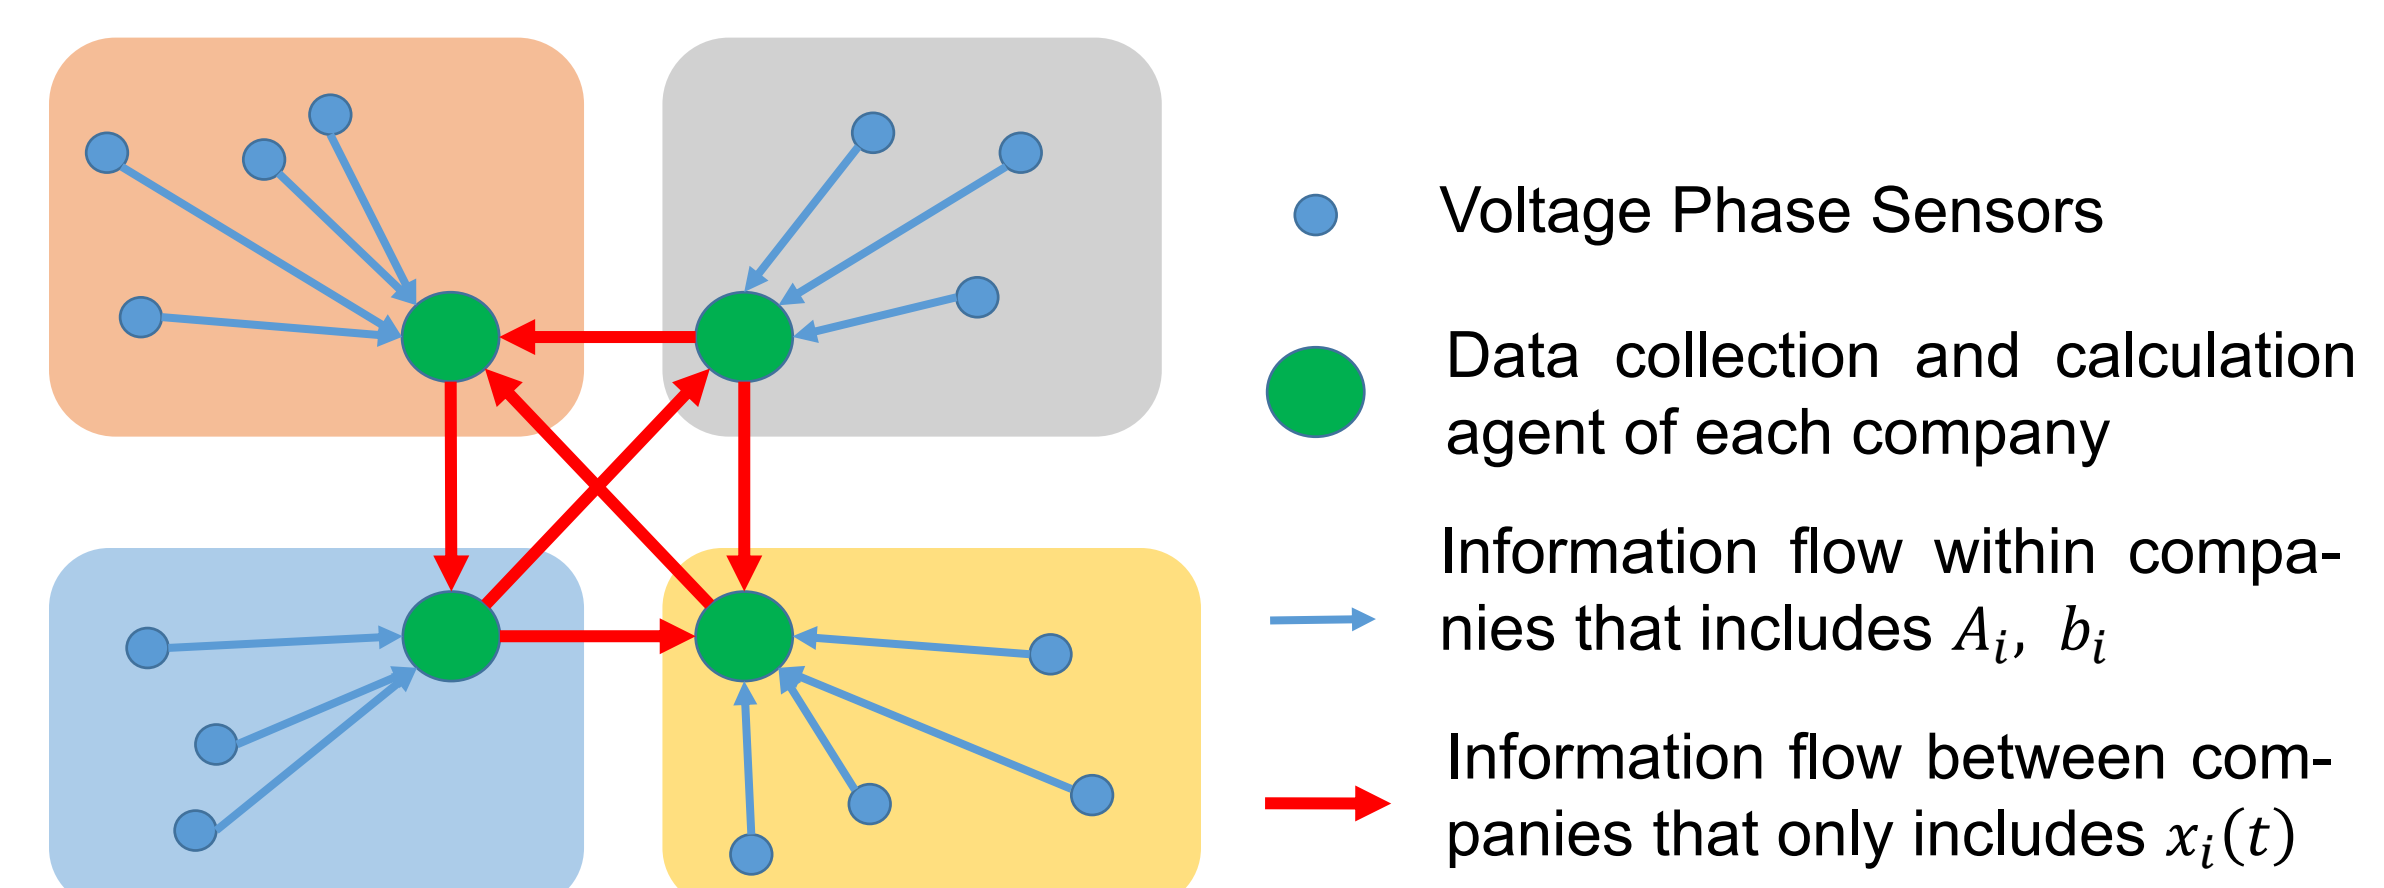 Voltage Phase Sensors
Data collection and calculation
agent of each company
Information flow within compa-
nies that includes 𝐴ᵢ, 𝑏ᵢ
Information flow between com-
panies that only includes 𝑥ᵢ(𝑡)